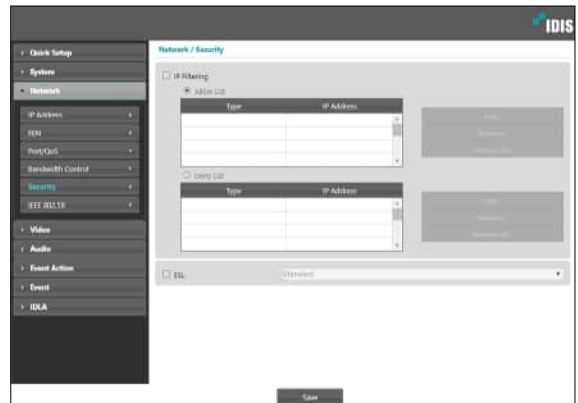 IDIS
Quick Setup
System
Network
IP Address
FEN
Port/QoS
Bandwidth Control
Security
IEEE 802.1X
Video
Audio
Event Action
Event
IDLA
Network / Security
IP Filtering
Allow List
Type IP Address
Deny List
Type IP Address
SSL Standard
Save